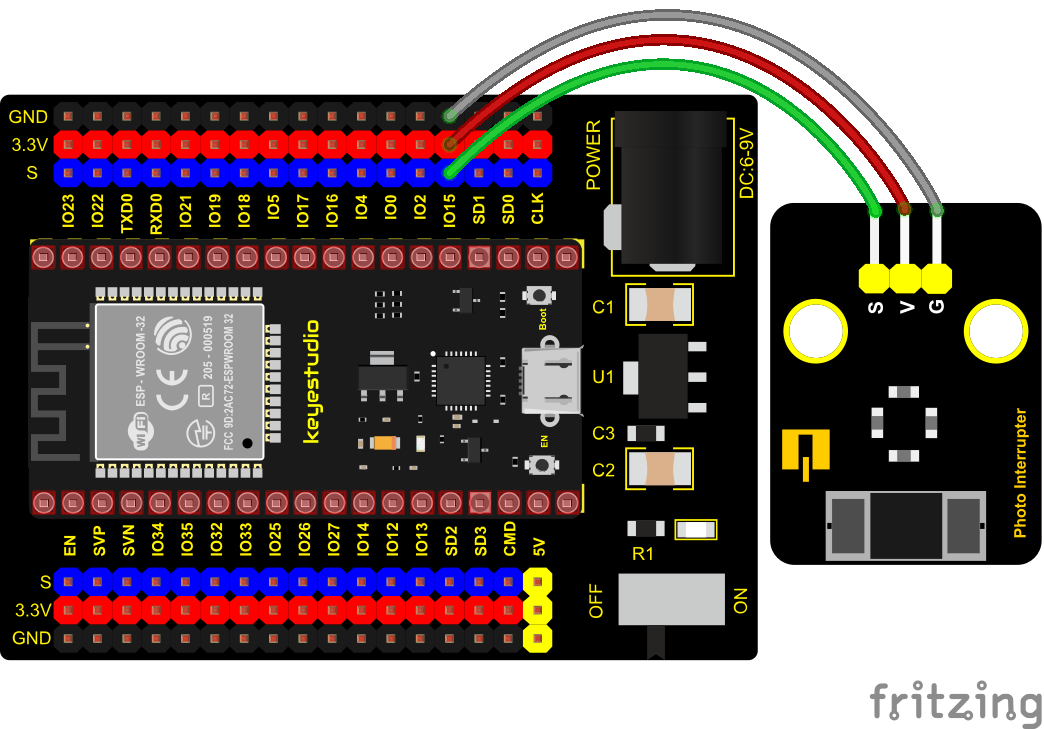 GND
3.3V
S
IO23
IO22
TXD0
RXD0
IO21
IO19
IO18
IO5
IO17
IO16
IO4
IO0
IO2
IO15
SD1
SD0
CLK
POWER
DC:6-9V
S
V
G
C1
U1
C3
C2
R1
OFF
ON
Boot
EN
keyestudio
ESP - WROOM -32
WiFi
CE
R
205 - 000519
FCC 9D:2AC72-ESPWROOM 32
Photo Interrupter
EN
SVP
SVN
IO34
IO35
IO32
IO33
IO25
IO26
IO27
IO14
IO12
IO13
SD2
SD3
CMD
5V
S
3.3V
GND
fritzing